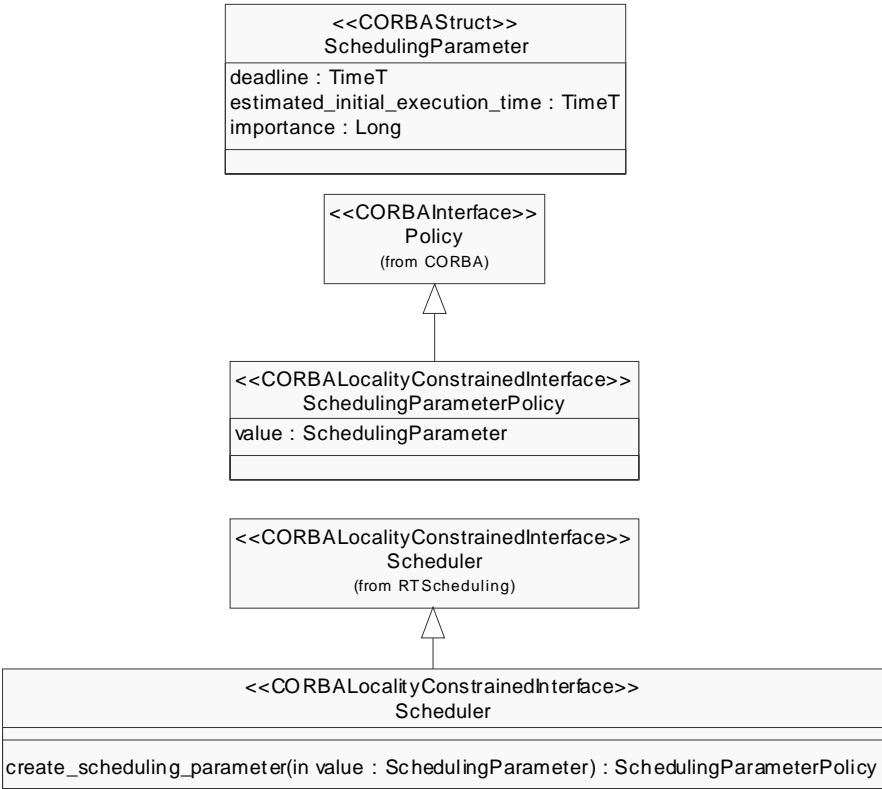 <<CORBAStruct>>
SchedulingParameter
deadline : TimeT
estimated_initial_execution_time : TimeT
importance : Long
<<CORBAInterface>>
Policy
(from CORBA)
<<CORBALocalityConstrainedInterface>>
SchedulingParameterPolicy
value : SchedulingParameter
<<CORBALocalityConstrainedInterface>>
Scheduler
(from RTScheduling)
<<CORBALocalityConstrainedInterface>>
Scheduler
create_scheduling_parameter(in value : SchedulingParameter) : SchedulingParameterPolicy